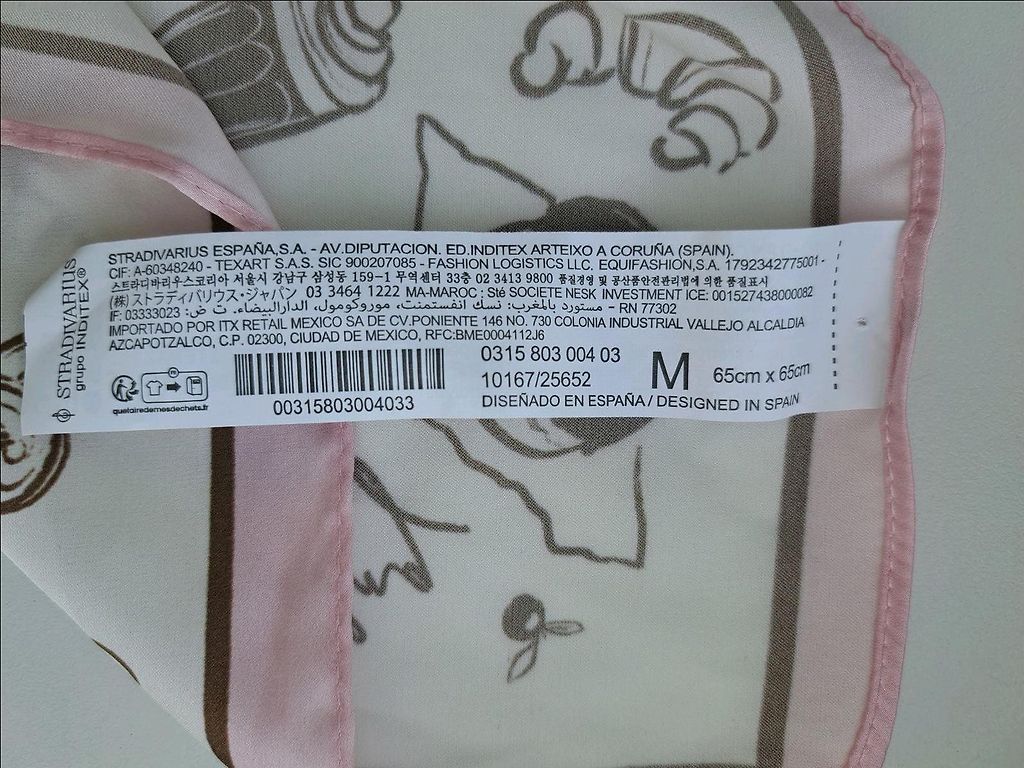 STRADIVARIUS
grupo INDITEX®
STRADIVARIUS ESPAÑA,S.A. - AV.DIPUTACION. ED.INDITEX ARTEIXO A CORUÑA (SPAIN).
CIF: A-60348240 - TEXART S.A.S. SIC 900207085 - FASHION LOGISTICS LLC. EQUIFASHION,S.A. 1792342775001 -
스트라디바리우스코리아 서울시 강남구 삼성동 159-1 무역센터 33층 02 3413 9800 품질경영 및 공산품안전관리법에 의한 품질표시
(株) ストラディバリウス・ジャパン 03 3464 1222 MA-MAROC : Sté SOCIETE NESK INVESTMENT ICE: 001527438000082
IF: 03333023 :مستورد بالمغرب: نسك انفستمنت، موروكومول، الدارالبيضاء. ت ض - RN 77302
IMPORTADO POR ITX RETAIL MEXICO SA DE CV.PONIENTE 146 NO. 730 COLONIA INDUSTRIAL VALLEJO ALCALDIA
AZCAPOTZALCO, C.P. 02300, CIUDAD DE MEXICO, RFC:BME0004112J6
FR
quefairedemesdechets.fr
00315803004033
0315 803 004 03
10167/25652
M 65cm x 65cm
DISEÑADO EN ESPAÑA / DESIGNED IN SPAIN